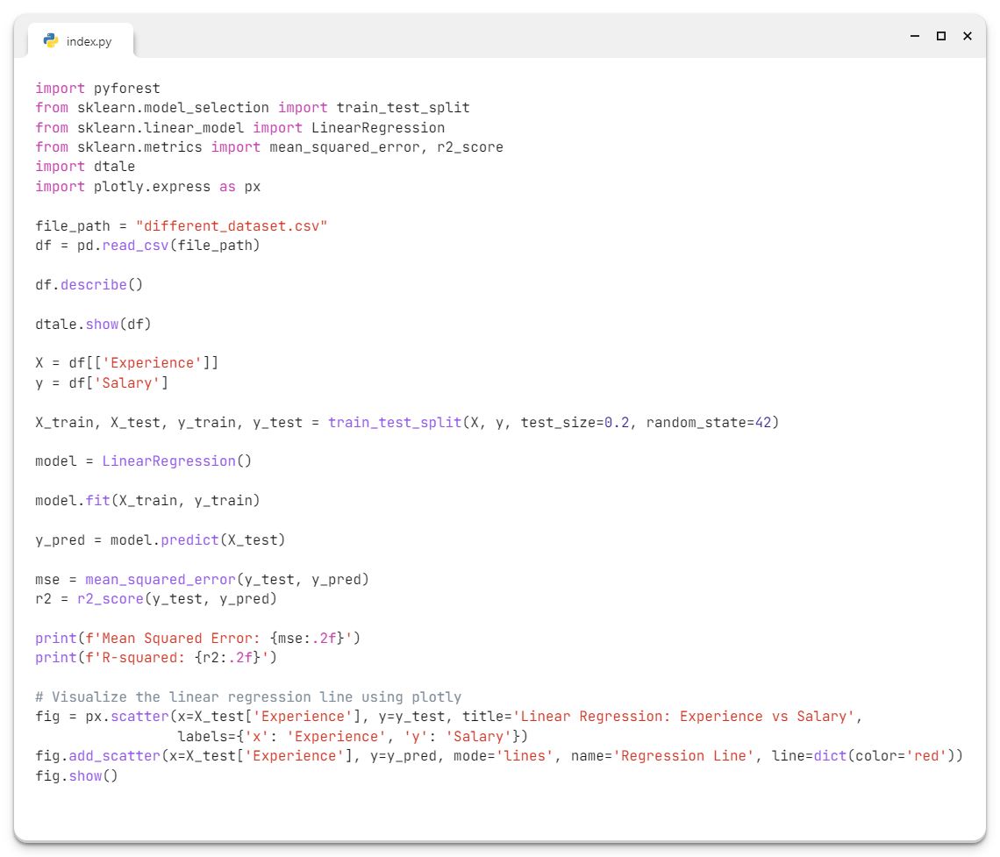 index.py
import pyforest
from sklearn.model_selection import train_test_split
from sklearn.linear_model import LinearRegression
from sklearn.metrics import mean_squared_error, r2_score
import dtale
import plotly.express as px
file_path = "different_dataset.csv"
df = pd.read_csv(file_path)
df.describe()
dtale.show(df)
X = df[['Experience']]
y = df['Salary']
X_train, X_test, y_train, y_test = train_test_split(X, y, test_size=0.2, random_state=42)
model = LinearRegression()
model.fit(X_train, y_train)
y_pred = model.predict(X_test)
mse = mean_squared_error(y_test, y_pred)
r2 = r2_score(y_test, y_pred)
print(f'Mean Squared Error: {mse:.2f}')
print(f'R-squared: {r2:.2f}')
# Visualize the linear regression line using plotly
fig = px.scatter(x=X_test['Experience'], y=y_test, title='Linear Regression: Experience vs Salary',
                 labels={'x': 'Experience', 'y': 'Salary'})
fig.add_scatter(x=X_test['Experience'], y=y_pred, mode='lines', name='Regression Line', line=dict(color='red'))
fig.show()